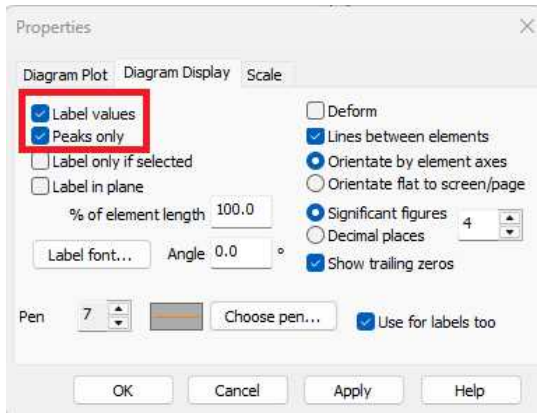 Properties
Diagram Plot Diagram Display Scale
Label values
Peaks only
Label only if selected
Label in plane
% of element length 100.0
Label font... Angle 0.0 °
Deform
Lines between elements
Orientate by element axes
Orientate flat to screen/page
Significant figures
Decimal places
4
Show trailing zeros
Pen 7 Choose pen... Use for labels too
OK Cancel Apply Help